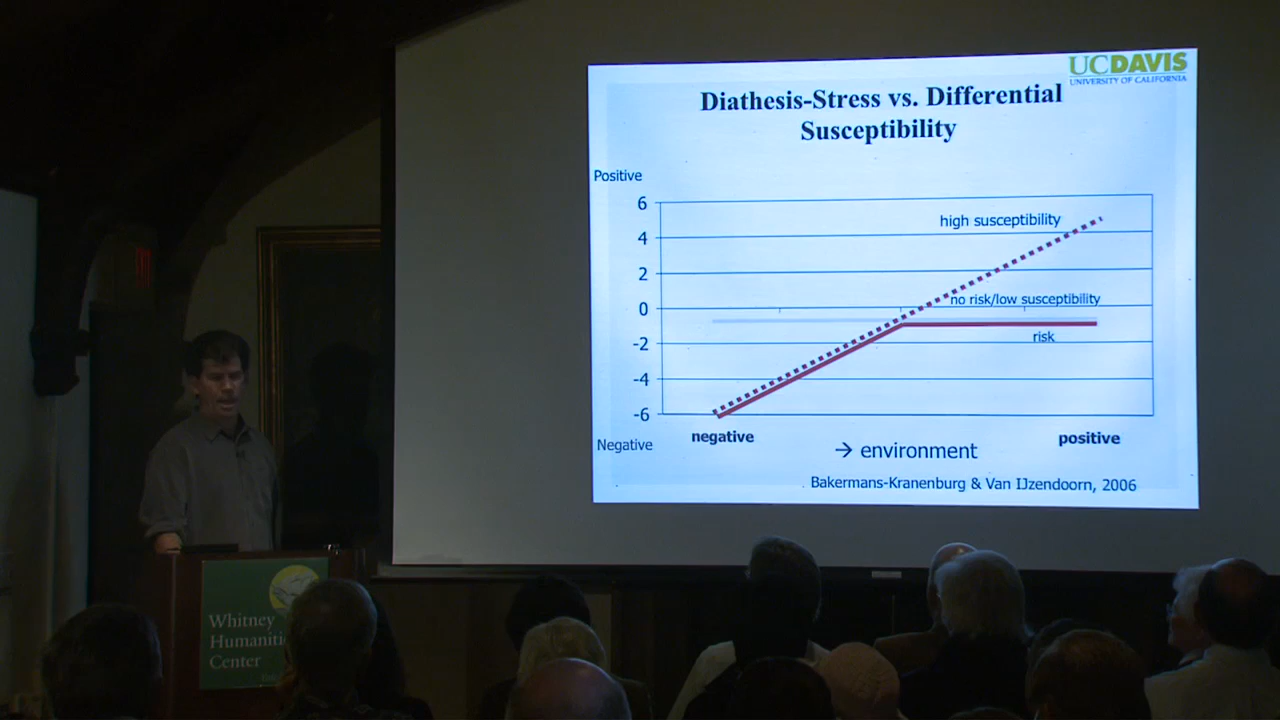 UCDAVIS
UNIVERSITY OF CALIFORNIA
Diathesis-Stress vs. Differential
Susceptibility
Positive
6
4
2
0
-2
-4
-6
high susceptibility
no risk/low susceptibility
risk
Negative
negative
→ environment
positive
Bakermans-Kranenburg & Van IJzendoorn, 2006
Whitney
Humaniti
Center